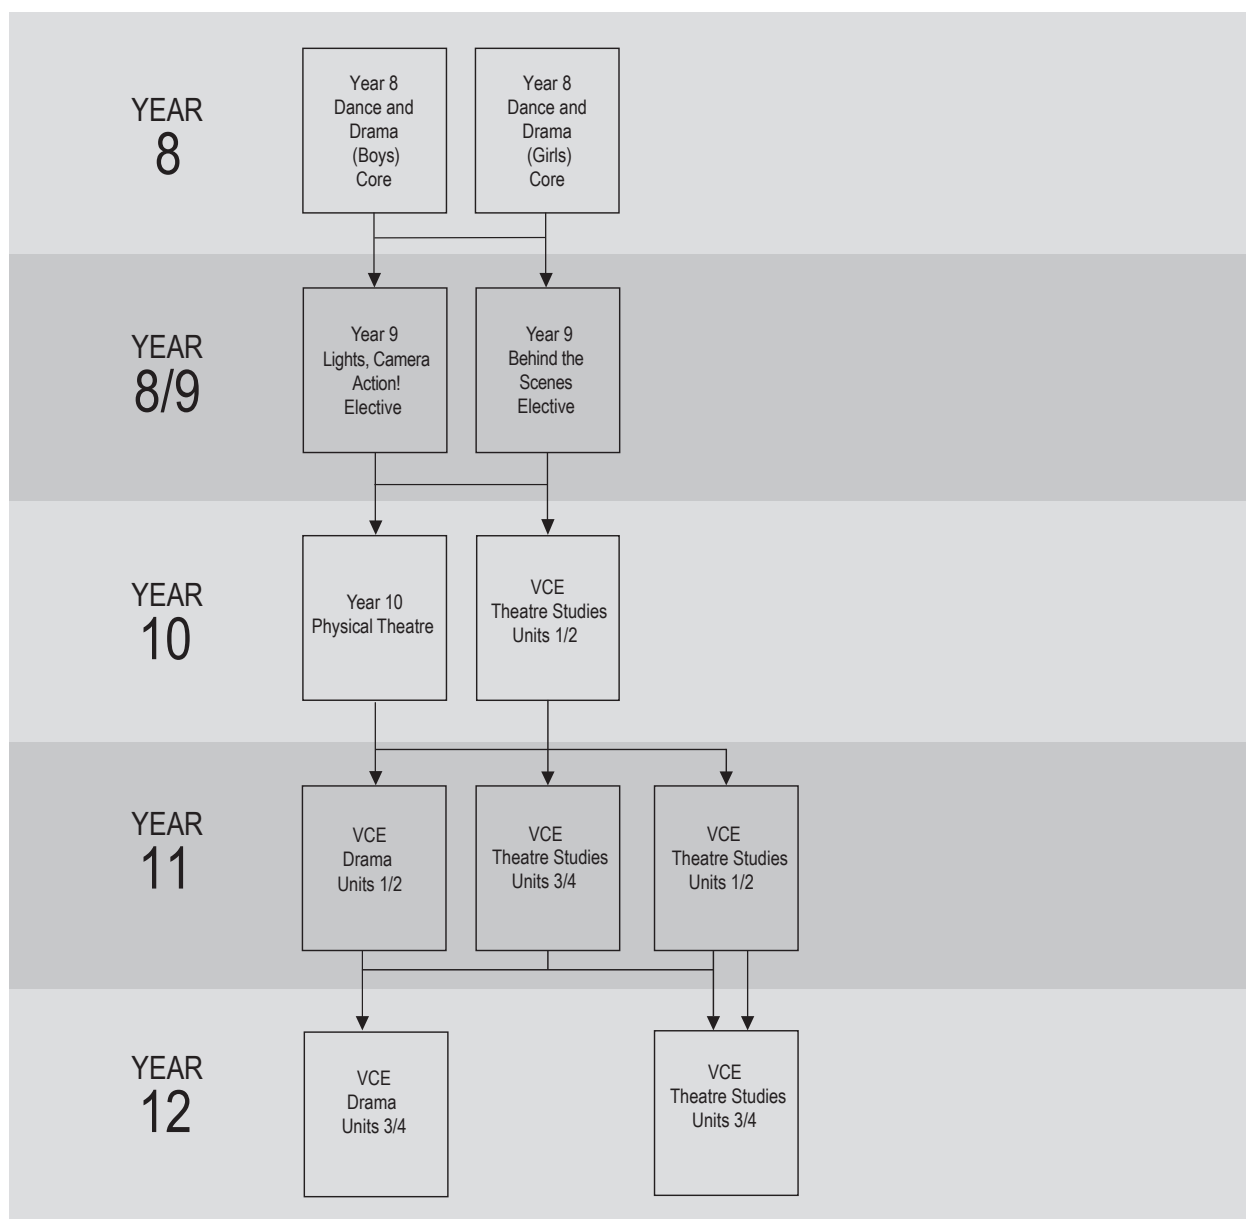 YEAR
8
Year 8
Dance and
Drama
(Boys)
Core
Year 8
Dance and
Drama
(Girls)
Core
YEAR
8/9
Year 9
Lights, Camera
Action!
Elective
Year 9
Behind the
Scenes
Elective
YEAR
10
Year 10
Physical Theatre
VCE
Theatre Studies
Units 1/2
YEAR
11
VCE
Drama
Units 1/2
VCE
Theatre Studies
Units 3/4
VCE
Theatre Studies
Units 1/2
YEAR
12
VCE
Drama
Units 3/4
VCE
Theatre Studies
Units 3/4